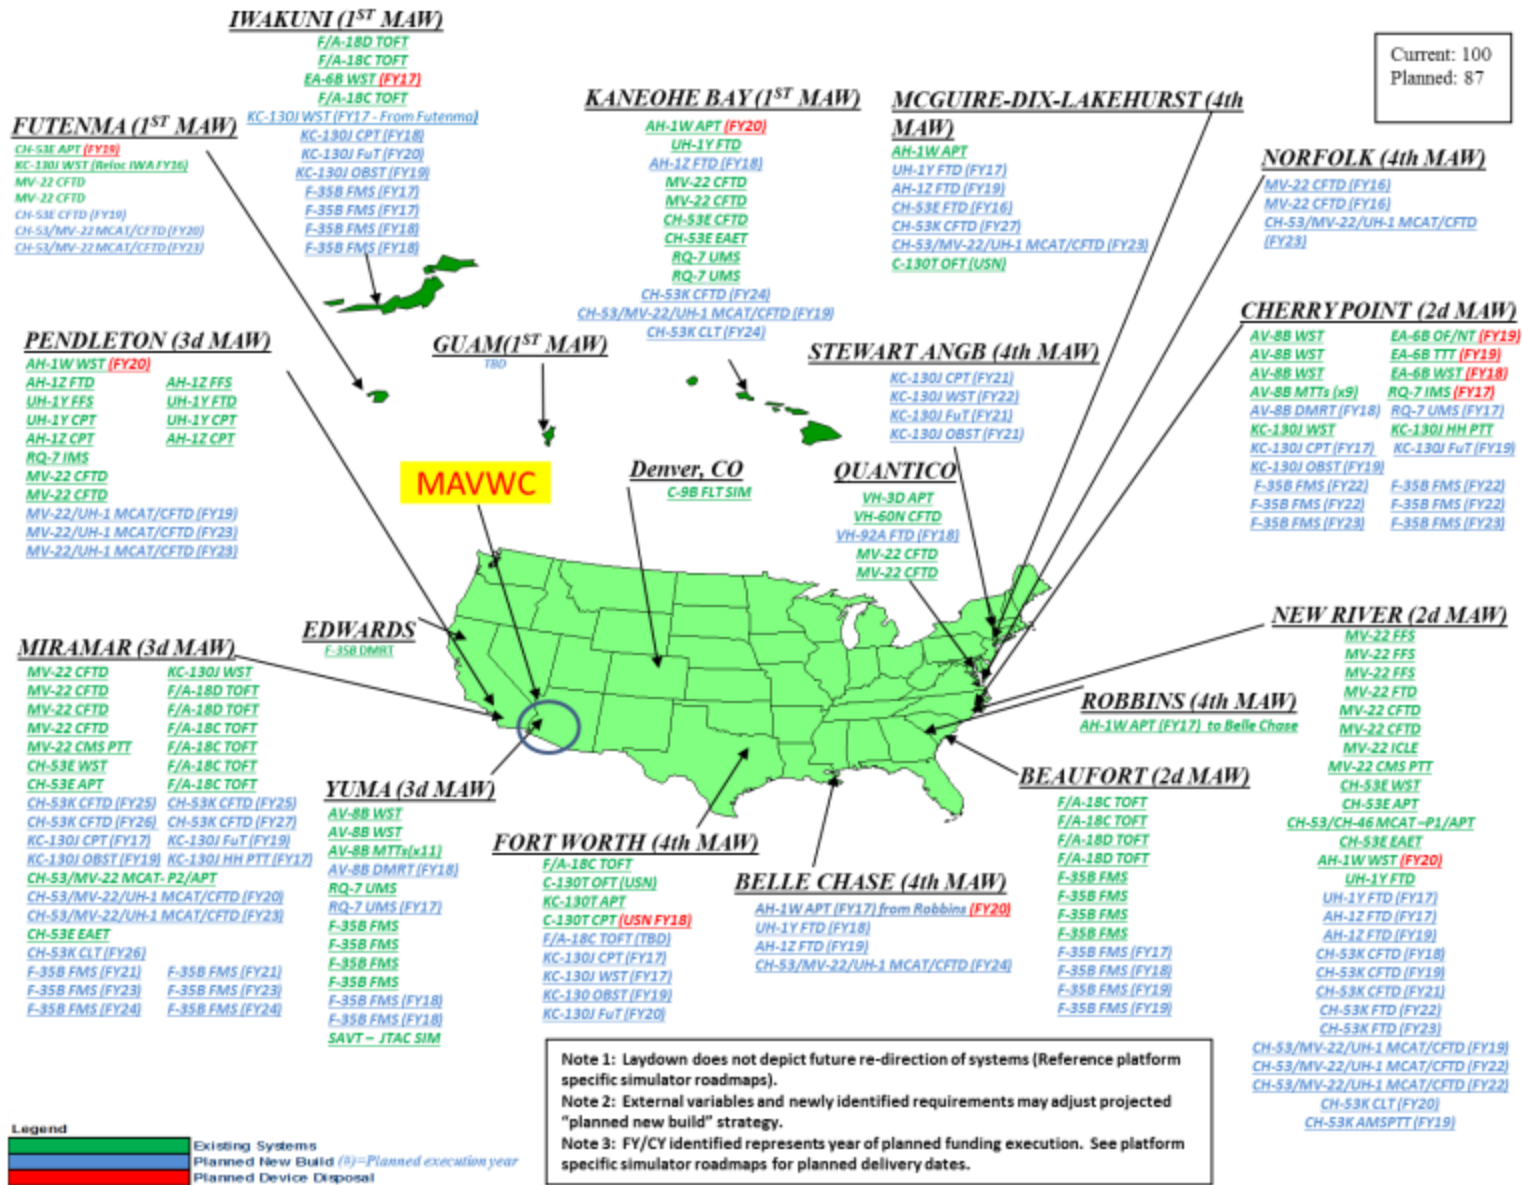 IWAKUNI (1ST MAW)
F/A-18D TOFT
F/A-18C TOFT
EA-6B WST (FY17)
F/A-18C TOFT
KC-130J WST (FY17 - From Futenma)
KC-130J CPT (FY18)
KC-130J FuT (FY20)
KC-130J OBST (FY19)
F-35B FMS (FY17)
F-35B FMS (FY17)
F-35B FMS (FY18)
F-35B FMS (FY18)
Current: 100
Planned: 87
FUTENMA (1ST MAW)
CH-53E APT (FY19)
KC-130J WST (Reloc IWA FY16)
MV-22 CFTD
MV-22 CFTD
CH-53E CFTD (FY19)
CH-53/MV-22 MCAT/CFTD (FY20)
CH-53/MV-22 MCAT/CFTD (FY23)
KANEOHE BAY (1ST MAW)
AH-1W APT (FY20)
UH-1Y FTD
AH-1Z FTD (FY18)
MV-22 CFTD
MV-22 CFTD
CH-53E CFTD
CH-53E EAET
RQ-7 UMS
RQ-7 UMS
CH-53K CFTD (FY24)
CH-53/MV-22/UH-1 MCAT/CFTD (FY19)
CH-53K CLT (FY24)
MCGUIRE-DIX-LAKEHURST (4th
MAW)
AH-1W APT
UH-1Y FTD (FY17)
AH-1Z FTD (FY19)
CH-53E FTD (FY16)
CH-53K CFTD (FY27)
CH-53/MV-22/UH-1 MCAT/CFTD (FY23)
C-130T OFT (USN)
NORFOLK (4th MAW)
MV-22 CFTD (FY16)
MV-22 CFTD (FY16)
CH-53/MV-22/UH-1 MCAT/CFTD
(FY23)
PENDLETON (3d MAW)
AH-1W WST (FY20)
AH-1Z FTD AH-1Z FFS
UH-1Y FFS UH-1Y FTD
UH-1Y CPT UH-1Y CPT
AH-1Z CPT AH-1Z CPT
RQ-7 IMS
MV-22 CFTD
MV-22 CFTD
MV-22/UH-1 MCAT/CFTD (FY19)
MV-22/UH-1 MCAT/CFTD (FY23)
MV-22/UH-1 MCAT/CFTD (FY23)
GUAM(1ST MAW)
TBD
STEWART ANGB (4th MAW)
KC-130J CPT (FY21)
KC-130J WST (FY22)
KC-130J FuT (FY21)
KC-130J OBST (FY21)
CHERRY POINT (2d MAW)
AV-8B WST EA-6B OF/NT (FY19)
AV-8B WST EA-6B TTT (FY19)
AV-8B WST EA-6B WST (FY18)
AV-8B MTTs (x9) RQ-7 IMS (FY17)
AV-8B DMRT (FY18) RQ-7 UMS (FY17)
KC-130J WST KC-130J HH PTT
KC-130J CPT (FY17) KC-130J FuT (FY19)
KC-130J OBST (FY19)
F-35B FMS (FY22) F-35B FMS (FY22)
F-35B FMS (FY22) F-35B FMS (FY22)
F-35B FMS (FY23) F-35B FMS (FY23)
MAVWC
Denver, CO
C-9B FLT SIM
QUANTICO
VH-3D APT
VH-60N CFTD
VH-92A FTD (FY18)
MV-22 CFTD
MV-22 CFTD
EDWARDS
F-35B DMRT
MIRAMAR (3d MAW)
MV-22 CFTD KC-130J WST
MV-22 CFTD F/A-18D TOFT
MV-22 CFTD F/A-18D TOFT
MV-22 CFTD F/A-18C TOFT
MV-22 CMS PTT F/A-18C TOFT
CH-53E WST F/A-18C TOFT
CH-53E APT F/A-18C TOFT
CH-53K CFTD (FY25) CH-53K CFTD (FY25)
CH-53K CFTD (FY26) CH-53K CFTD (FY27)
KC-130J CPT (FY17) KC-130J FuT (FY19)
KC-130J OBST (FY19) KC-130J HH PTT (FY17)
CH-53/MV-22 MCAT- P2/APT
CH-53/MV-22/UH-1 MCAT/CFTD (FY20)
CH-53/MV-22/UH-1 MCAT/CFTD (FY23)
CH-53E EAET
CH-53K CLT (FY26)
F-35B FMS (FY21) F-35B FMS (FY21)
F-35B FMS (FY23) F-35B FMS (FY23)
F-35B FMS (FY24) F-35B FMS (FY24)
YUMA (3d MAW)
AV-8B WST
AV-8B WST
AV-8B MTTs(x11)
AV-8B DMRT (FY18)
RQ-7 UMS
RQ-7 UMS (FY17)
F-35B FMS
F-35B FMS
F-35B FMS
F-35B FMS
F-35B FMS (FY18)
F-35B FMS (FY18)
SAVT – JTAC SIM
FORT WORTH (4th MAW)
F/A-18C TOFT
C-130T OFT (USN)
KC-130T APT
C-130T CPT (USN FY18)
F/A-18C TOFT (TBD)
KC-130J CPT (FY17)
KC-130J WST (FY17)
KC-130 OBST (FY19)
KC-130J FuT (FY20)
BELLE CHASE (4th MAW)
AH-1W APT (FY17) from Robbins (FY20)
UH-1Y FTD (FY18)
AH-1Z FTD (FY19)
CH-53/MV-22/UH-1 MCAT/CFTD (FY24)
ROBBINS (4th MAW)
AH-1W APT (FY17) to Belle Chase
BEAUFORT (2d MAW)
F/A-18C TOFT
F/A-18C TOFT
F/A-18D TOFT
F/A-18D TOFT
F-35B FMS
F-35B FMS
F-35B FMS
F-35B FMS
F-35B FMS (FY17)
F-35B FMS (FY18)
F-35B FMS (FY19)
F-35B FMS (FY19)
NEW RIVER (2d MAW)
MV-22 FFS
MV-22 FFS
MV-22 FFS
MV-22 FTD
MV-22 CFTD
MV-22 CFTD
MV-22 ICLE
MV-22 CMS PTT
CH-53E WST
CH-53E APT
CH-53/CH-46 MCAT –P1/APT
CH-53E EAET
AH-1W WST (FY20)
UH-1Y FTD
UH-1Y FTD (FY17)
AH-1Z FTD (FY17)
AH-1Z FTD (FY19)
CH-53K CFTD (FY18)
CH-53K CFTD (FY19)
CH-53K CFTD (FY21)
CH-53K FTD (FY22)
CH-53K FTD (FY23)
CH-53/MV-22/UH-1 MCAT/CFTD (FY19)
CH-53/MV-22/UH-1 MCAT/CFTD (FY22)
CH-53/MV-22/UH-1 MCAT/CFTD (FY22)
CH-53K CLT (FY20)
CH-53K AMSPTT (FY19)
Note 1: Laydown does not depict future re-direction of systems (Reference platform
specific simulator roadmaps).
Note 2: External variables and newly identified requirements may adjust projected
"planned new build" strategy.
Note 3: FY/CY identified represents year of planned funding execution. See platform
specific simulator roadmaps for planned delivery dates.
Legend
Existing Systems
Planned New Build (#)=Planned execution year
Planned Device Disposal